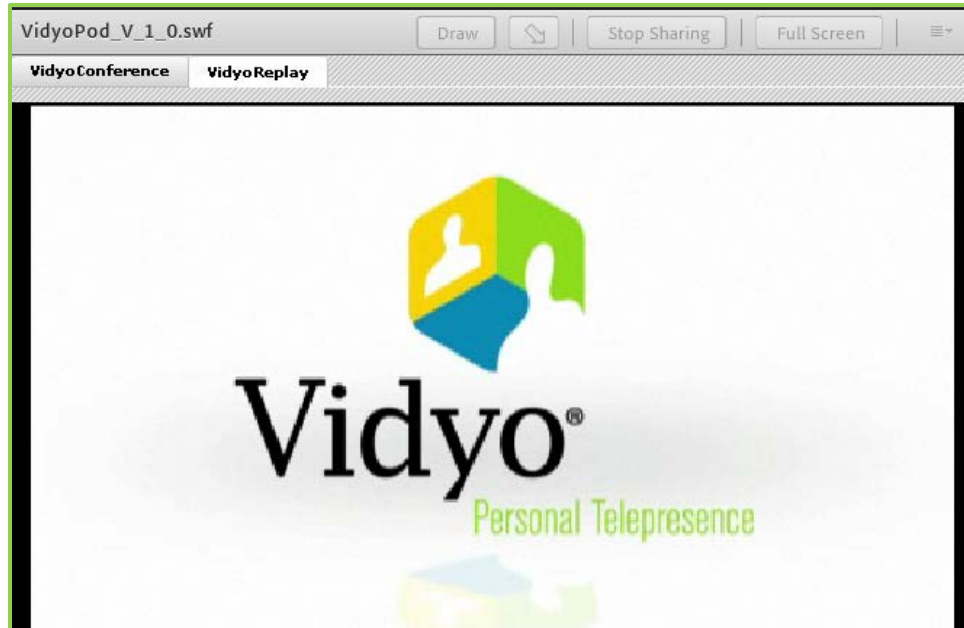 VidyoPod_V_1_0.swf Draw Stop Sharing Full Screen
VidyoConference VidyoReplay
Vidyo®
Personal Telepresence